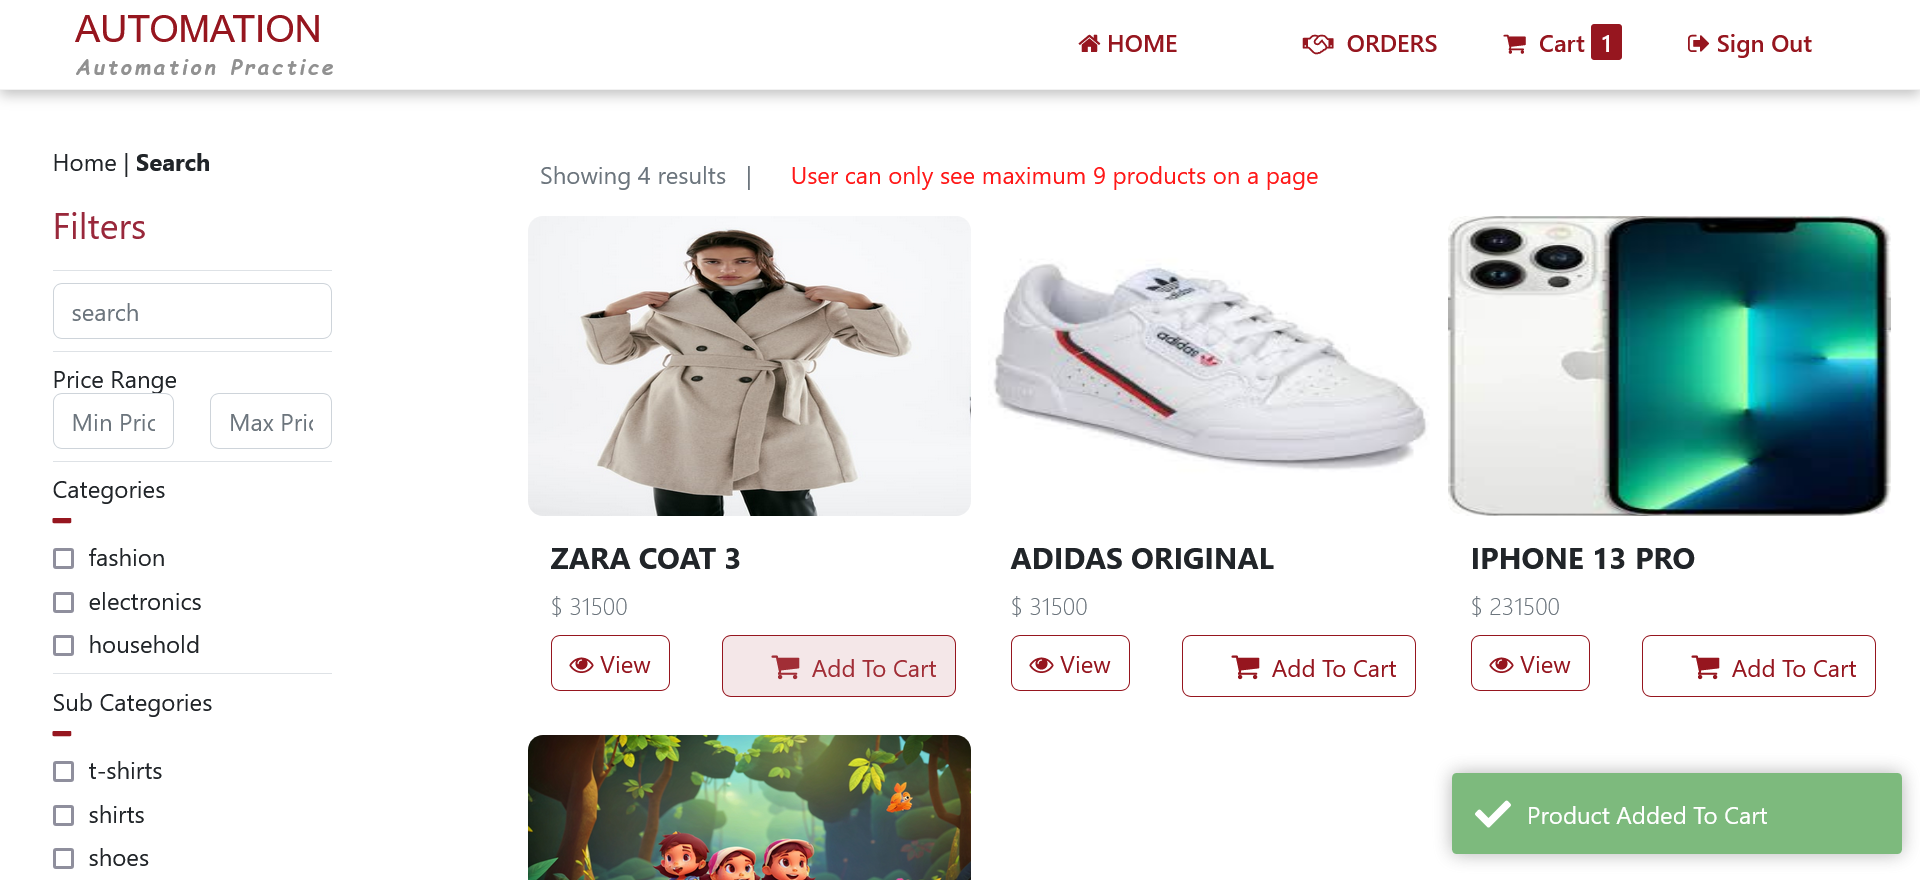 AUTOMATION
Automation Practice
HOME
ORDERS
Cart 1
Sign Out
Home | Search
Filters
search
Price Range
Min Pric
Max Pric
Categories
fashion
electronics
household
Sub Categories
t-shirts
shirts
shoes
Showing 4 results |
User can only see maximum 9 products on a page
adidas
adidas
ZARA COAT 3
$ 31500
View
Add To Cart
ADIDAS ORIGINAL
$ 31500
View
Add To Cart
IPHONE 13 PRO
$ 231500
View
Add To Cart
Product Added To Cart